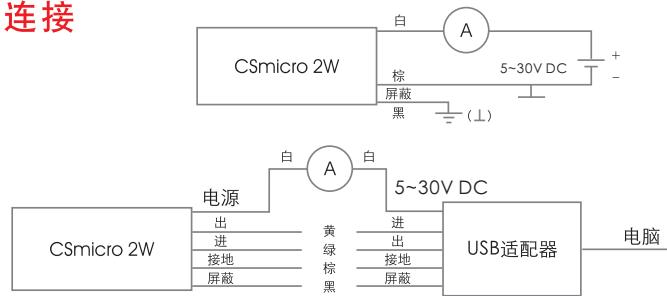 连接
白
A
CSmicro 2W
5~30V DC
+
−
棕
屏蔽
黑
(⊥)
白
A
白
电源
5~30V DC
CSmicro 2W
出
进
接地
屏蔽
黄
绿
棕
黑
进
出
接地
屏蔽
USB适配器
电脑